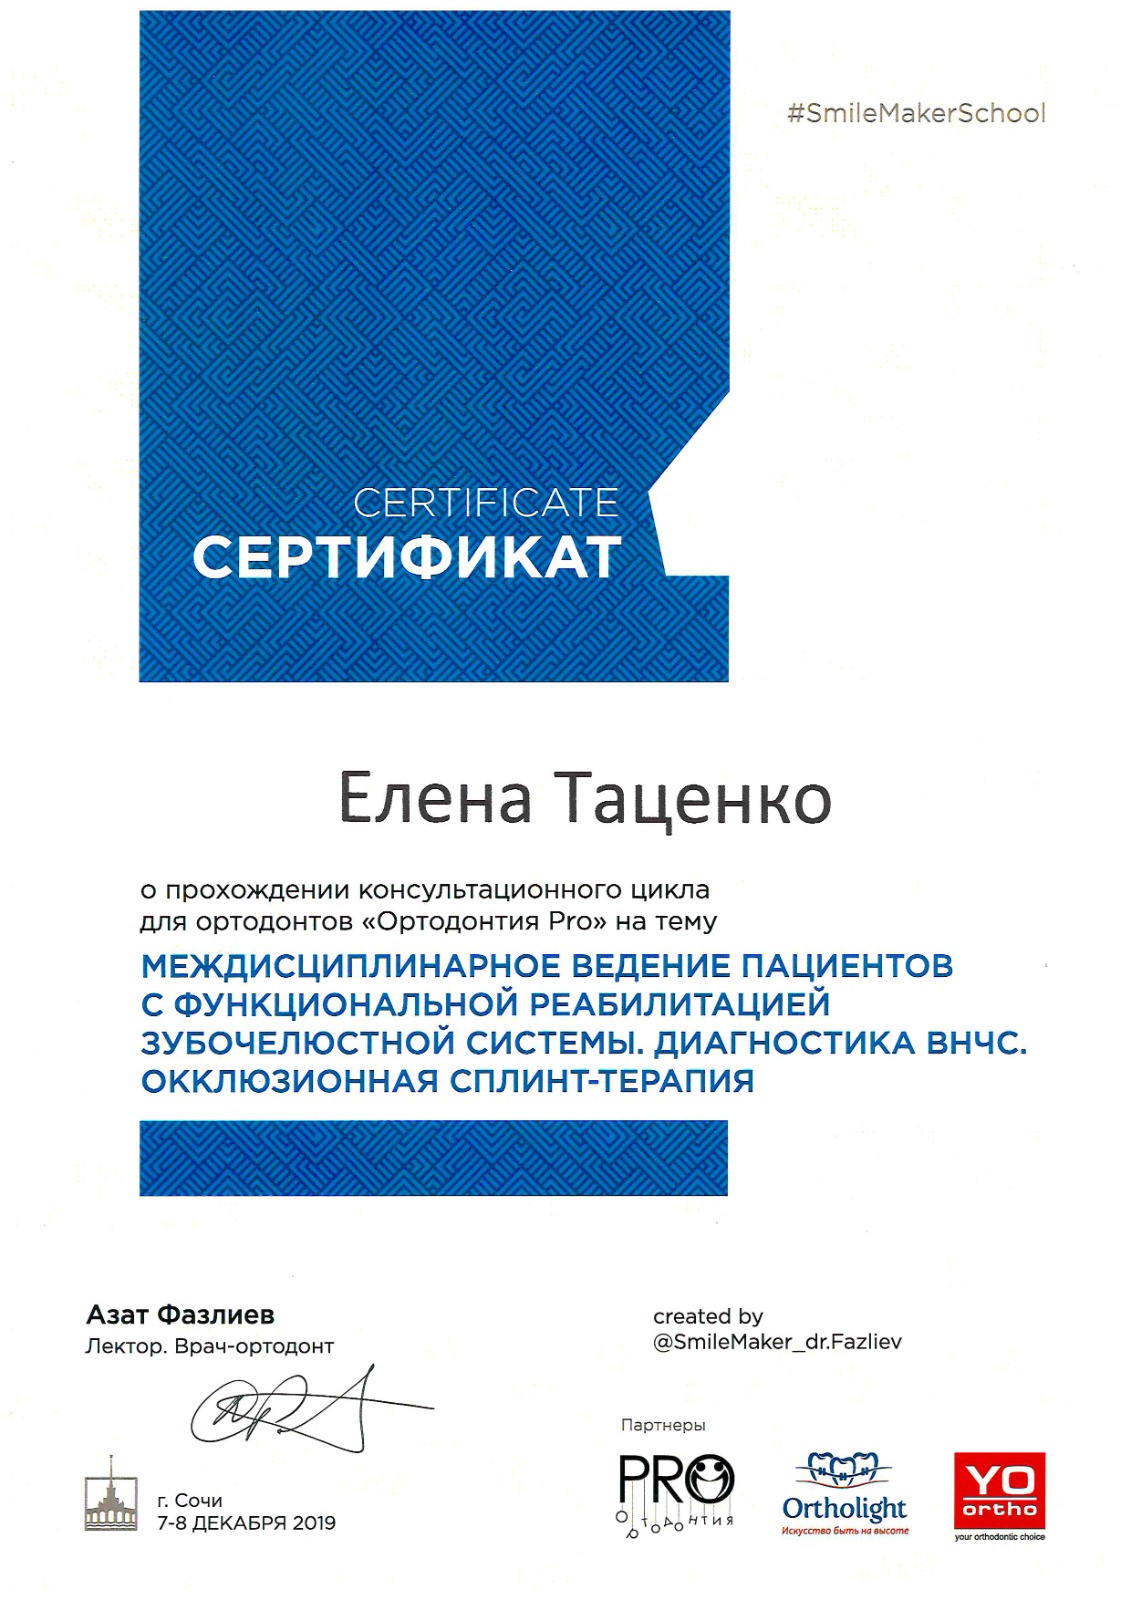 #SmileMakerSchool
CERTIFICATE
СЕРТИФИКАТ
Елена Таценко
о прохождении консультационного цикла
для ортодонтов «Ортодонтия Pro» на тему
МЕЖДИСЦИПЛИНАРНОЕ ВЕДЕНИЕ ПАЦИЕНТОВ
С ФУНКЦИОНАЛЬНОЙ РЕАБИЛИТАЦИЕЙ
ЗУБОЧЕЛЮСТНОЙ СИСТЕМЫ. ДИАГНОСТИКА ВНЧС.
ОККЛЮЗИОННАЯ СПЛИНТ-ТЕРАПИЯ
Азат Фазлиев
Лектор. Врач-ортодонт
created by
@SmileMaker_dr.Fazliev
г. Сочи
7-8 ДЕКАБРЯ 2019
Партнеры
PRO
ортодонтия
Ortholight
Искусство быть на высоте
YO
ortho
your orthodontic choice